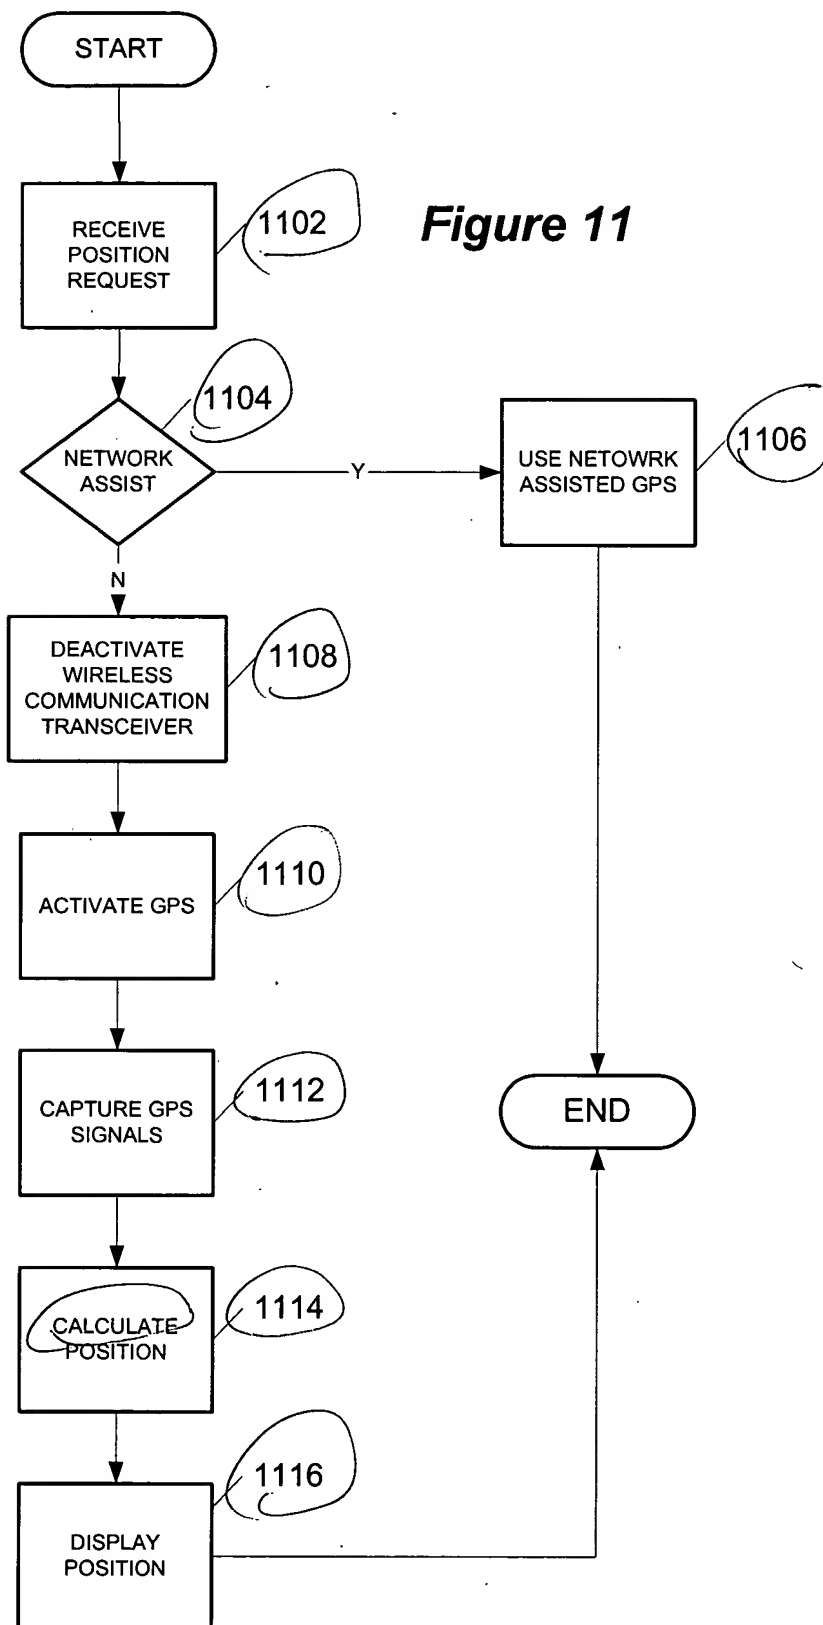 START
RECEIVE
POSITION
REQUEST
1102
Figure 11
1104
NETWORK
ASSIST
Y
USE NETOWRK
ASSISTED GPS
1106
N
DEACTIVATE
WIRELESS
COMMUNICATION
TRANSCEIVER
1108
ACTIVATE GPS
1110
CAPTURE GPS
SIGNALS
1112
END
CALCULATE
POSITION
1114
DISPLAY
POSITION
1116